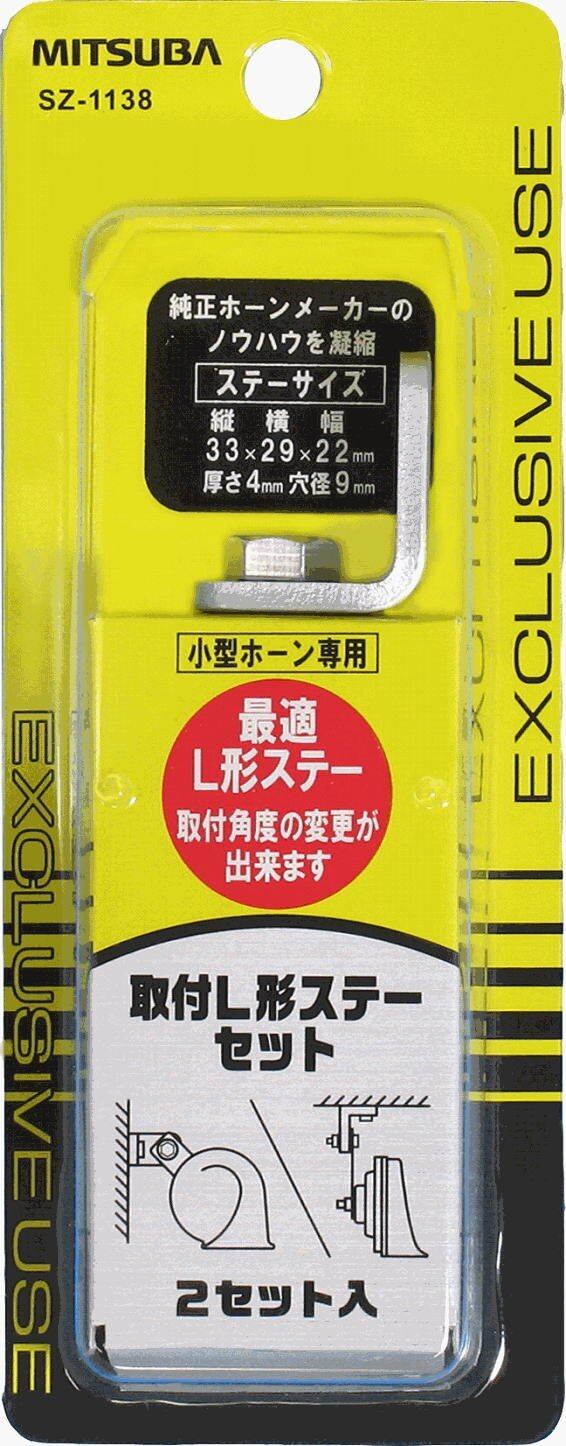 MITSUBA
SZ-1138
EXCLUSIVE USE
純正ホーンメーカーの
ノウハウを凝縮
ステーサイズ
縦 横 幅
33×29×22mm
厚さ4mm 穴径9mm
小型ホーン専用
最適
L形ステー
取付角度の変更が
出来ます
取付L形ステー
セット
2セット入
EXCLUSIVE USE